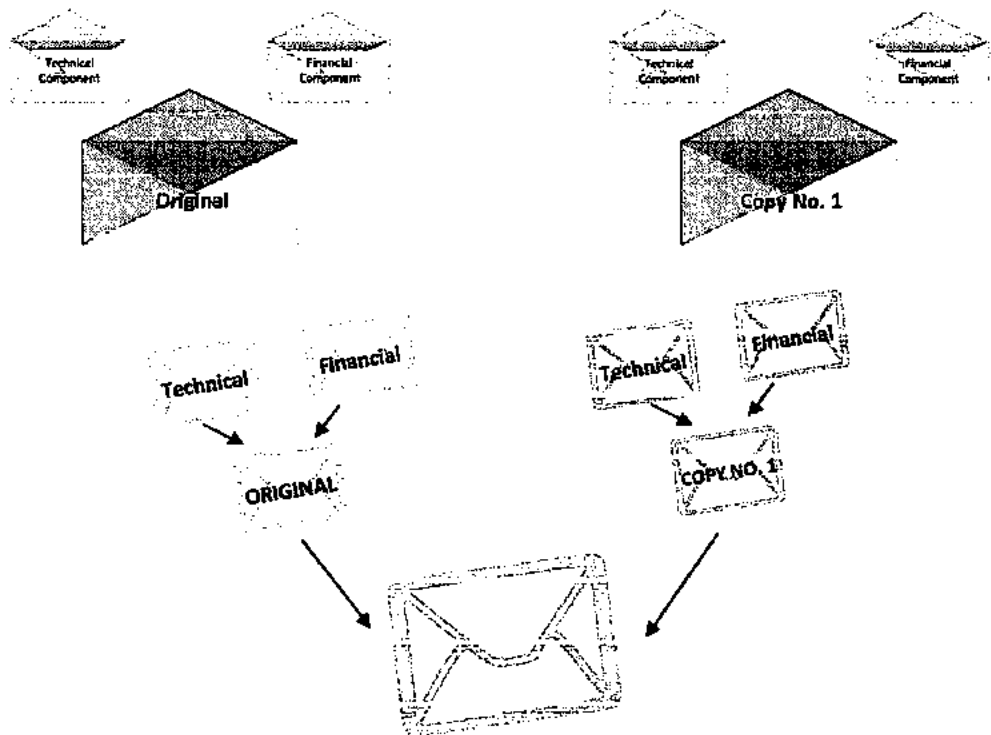 Technical
Component
Financial
Component
Technical
Component
Financial
Component
Original
Copy No. 1
Technical
Financial
Technical
Financial
ORIGINAL
COPY NO. 1